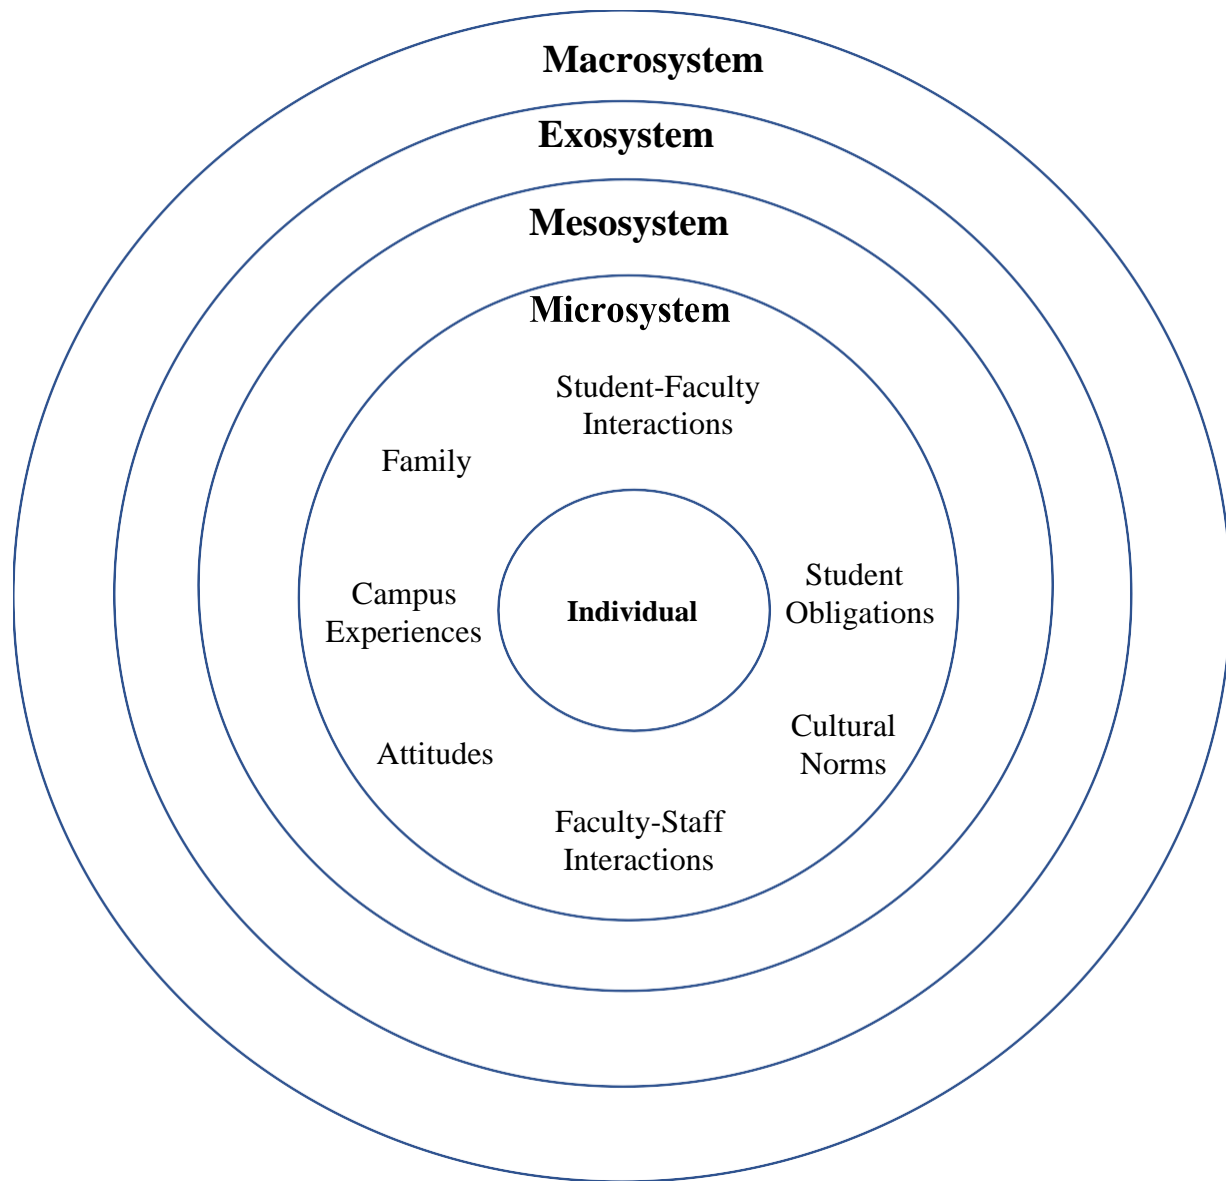 Macrosystem
Exosystem
Mesosystem
Microsystem
Student-Faculty
Interactions
Family
Campus
Experiences
Individual
Student
Obligations
Attitudes
Cultural
Norms
Faculty-Staff
Interactions